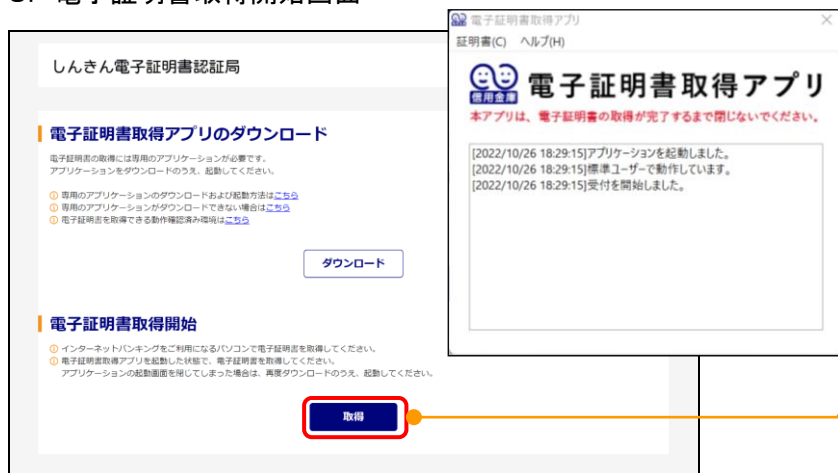 電子証明書取得開始画面
しんきん電子証明書認証局
電子証明書取得アプリのダウンロード
電子証明書の取得には専用のアプリケーションが必要です。
アプリケーションをダウンロードのうえ、起動してください。
専用のアプリケーションのダウンロードおよび起動方法はこちら
専用のアプリケーションがダウンロードできない場合はこちら
電子証明書を取得できる動作確認済み環境はこちら
ダウンロード
電子証明書取得開始
インターネットバンキングをご利用になるパソコンで電子証明書を取得してください。
電子証明書取得アプリを起動した状態で、電子証明書を取得してください。
アプリケーションの起動画面を閉じてしまった場合は、再度ダウンロードのうえ、起動してください。
取得
電子証明書取得アプリ
証明書(C) ヘルプ(H)
信用金庫
電子証明書取得アプリ
本アプリは、電子証明書の取得が完了するまで閉じないでください。
[2022/10/26 18:29:15]アプリケーションを起動しました。
[2022/10/26 18:29:15]標準ユーザーで動作しています。
[2022/10/26 18:29:15]受付を開始しました。